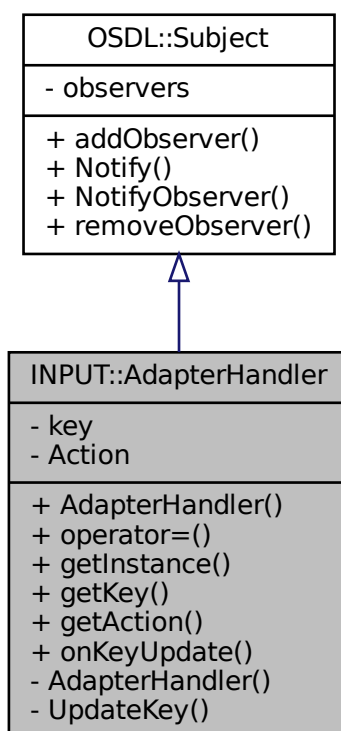 OSDL::Subject
- observers
+ addObserver()
+ Notify()
+ NotifyObserver()
+ removeObserver()
INPUT::AdapterHandler
- key
- Action
+ AdapterHandler()
+ operator=()
+ getInstance()
+ getKey()
+ getAction()
+ onKeyUpdate()
- AdapterHandler()
- UpdateKey()